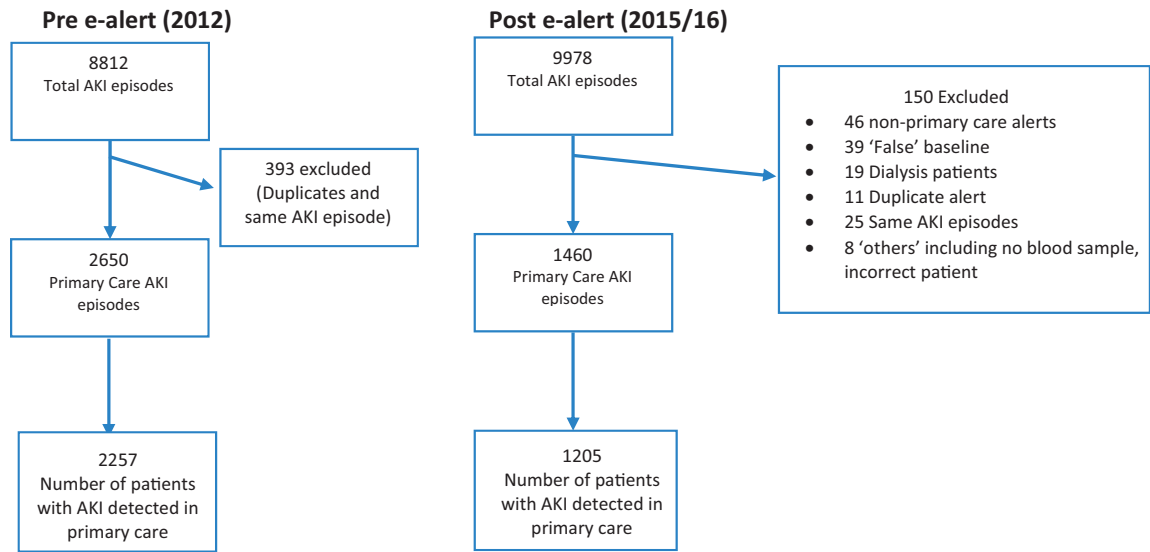 Pre e-alert (2012)
8812
Total AKI episodes
393 excluded
(Duplicates and
same AKI episode)
2650
Primary Care AKI
episodes
2257
Number of patients
with AKI detected in
primary care
Post e-alert (2015/16)
9978
Total AKI episodes
150 Excluded
• 46 non-primary care alerts
• 39 ‘False’ baseline
• 19 Dialysis patients
• 11 Duplicate alert
• 25 Same AKI episodes
• 8 ‘others’ including no blood sample,
incorrect patient
1460
Primary Care AKI
episodes
1205
Number of patients
with AKI detected in
primary care